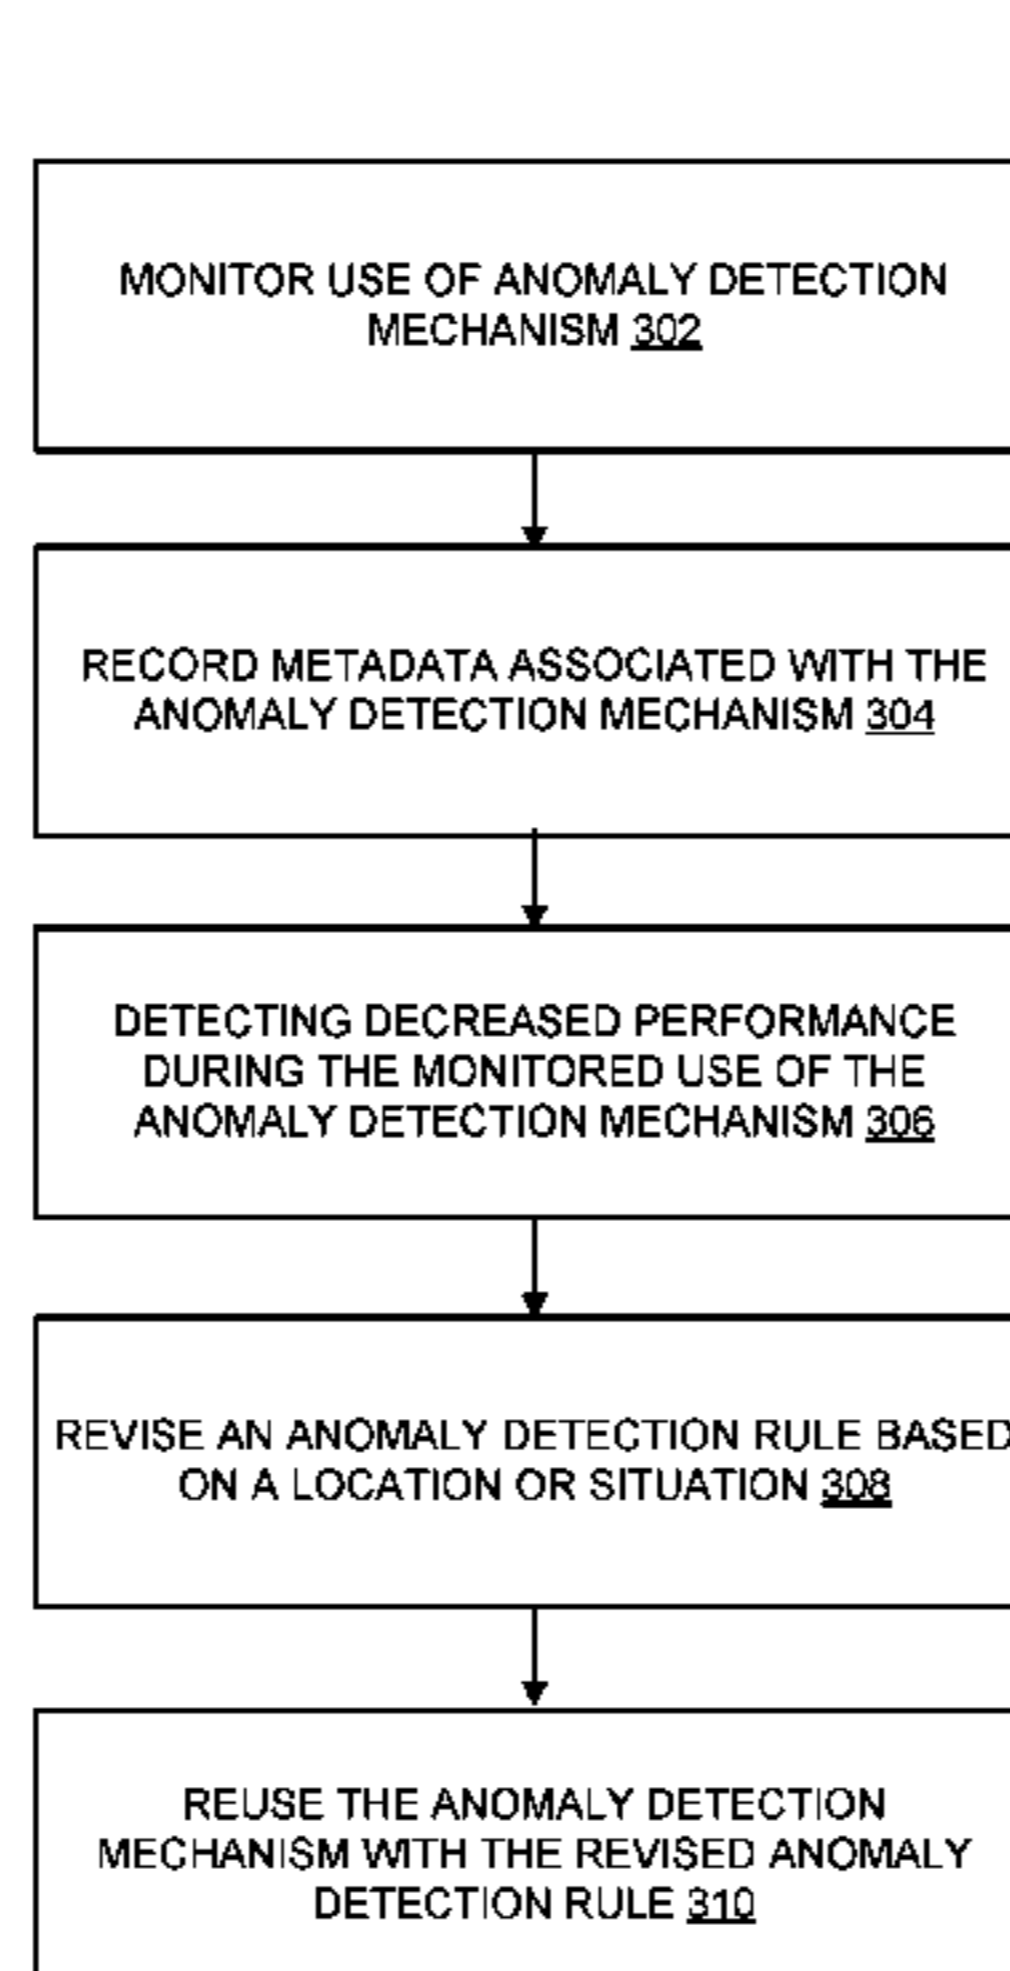 MONITOR USE OF ANOMALY DETECTION
MECHANISM 302
RECORD METADATA ASSOCIATED WITH THE
ANOMALY DETECTION MECHANISM 304
DETECTING DECREASED PERFORMANCE
DURING THE MONITORED USE OF THE
ANOMALY DETECTION MECHANISM 306
REVISE AN ANOMALY DETECTION RULE BASED
ON A LOCATION OR SITUATION 308
REUSE THE ANOMALY DETECTION
MECHANISM WITH THE REVISED ANOMALY
DETECTION RULE 310